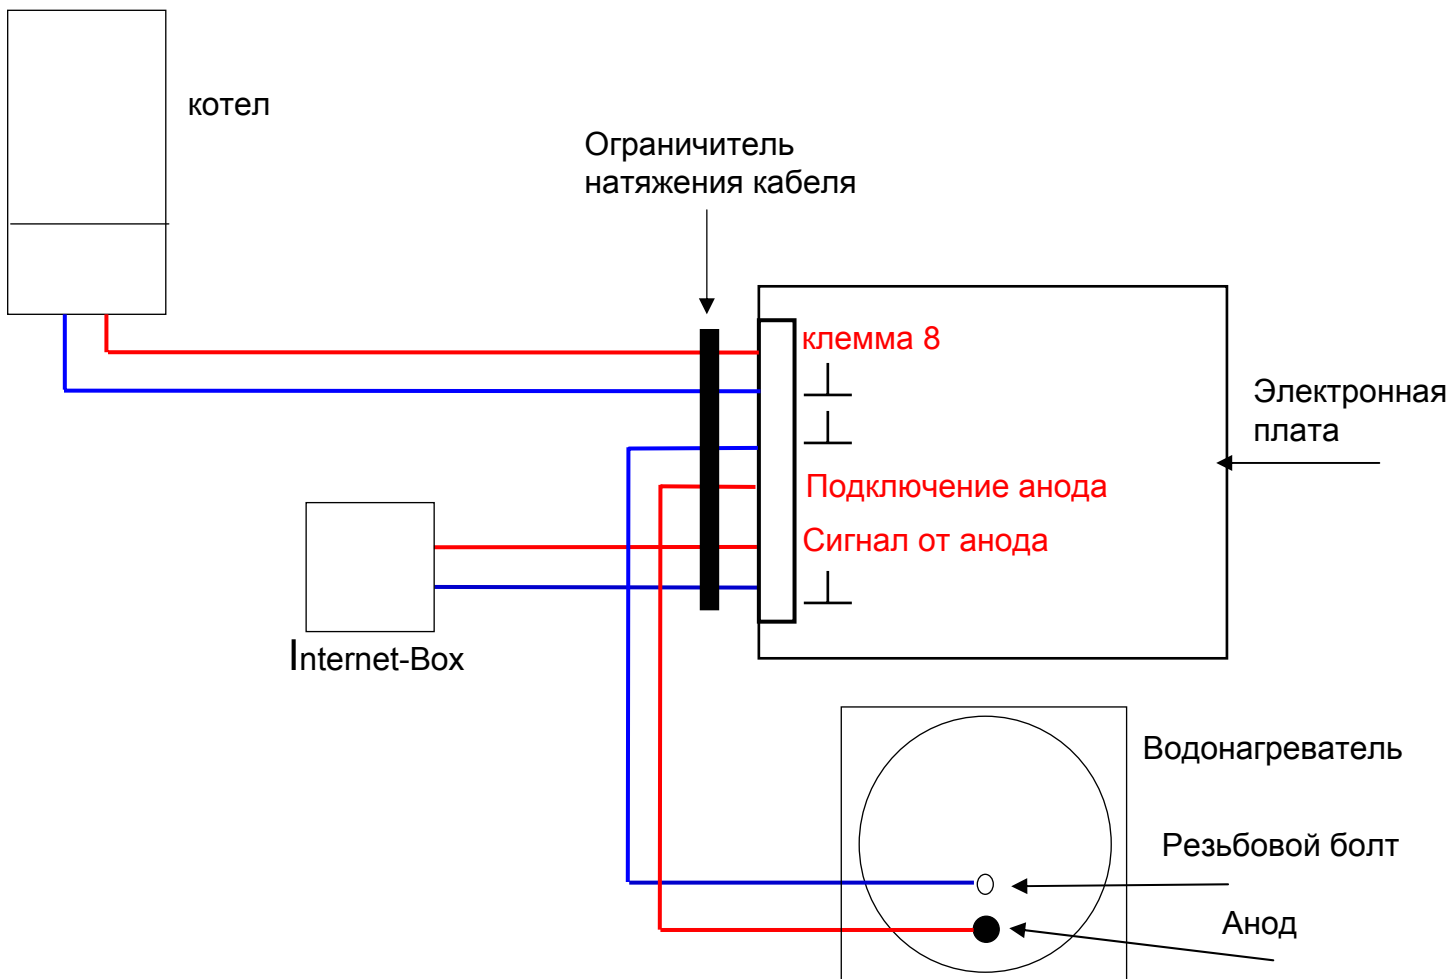 котел
Ограничитель
натяжения кабеля
клемма 8
Электронная
плата
Подключение анода
Сигнал от анода
Internet-Box
Водонагреватель
Резьбовой болт
Анод